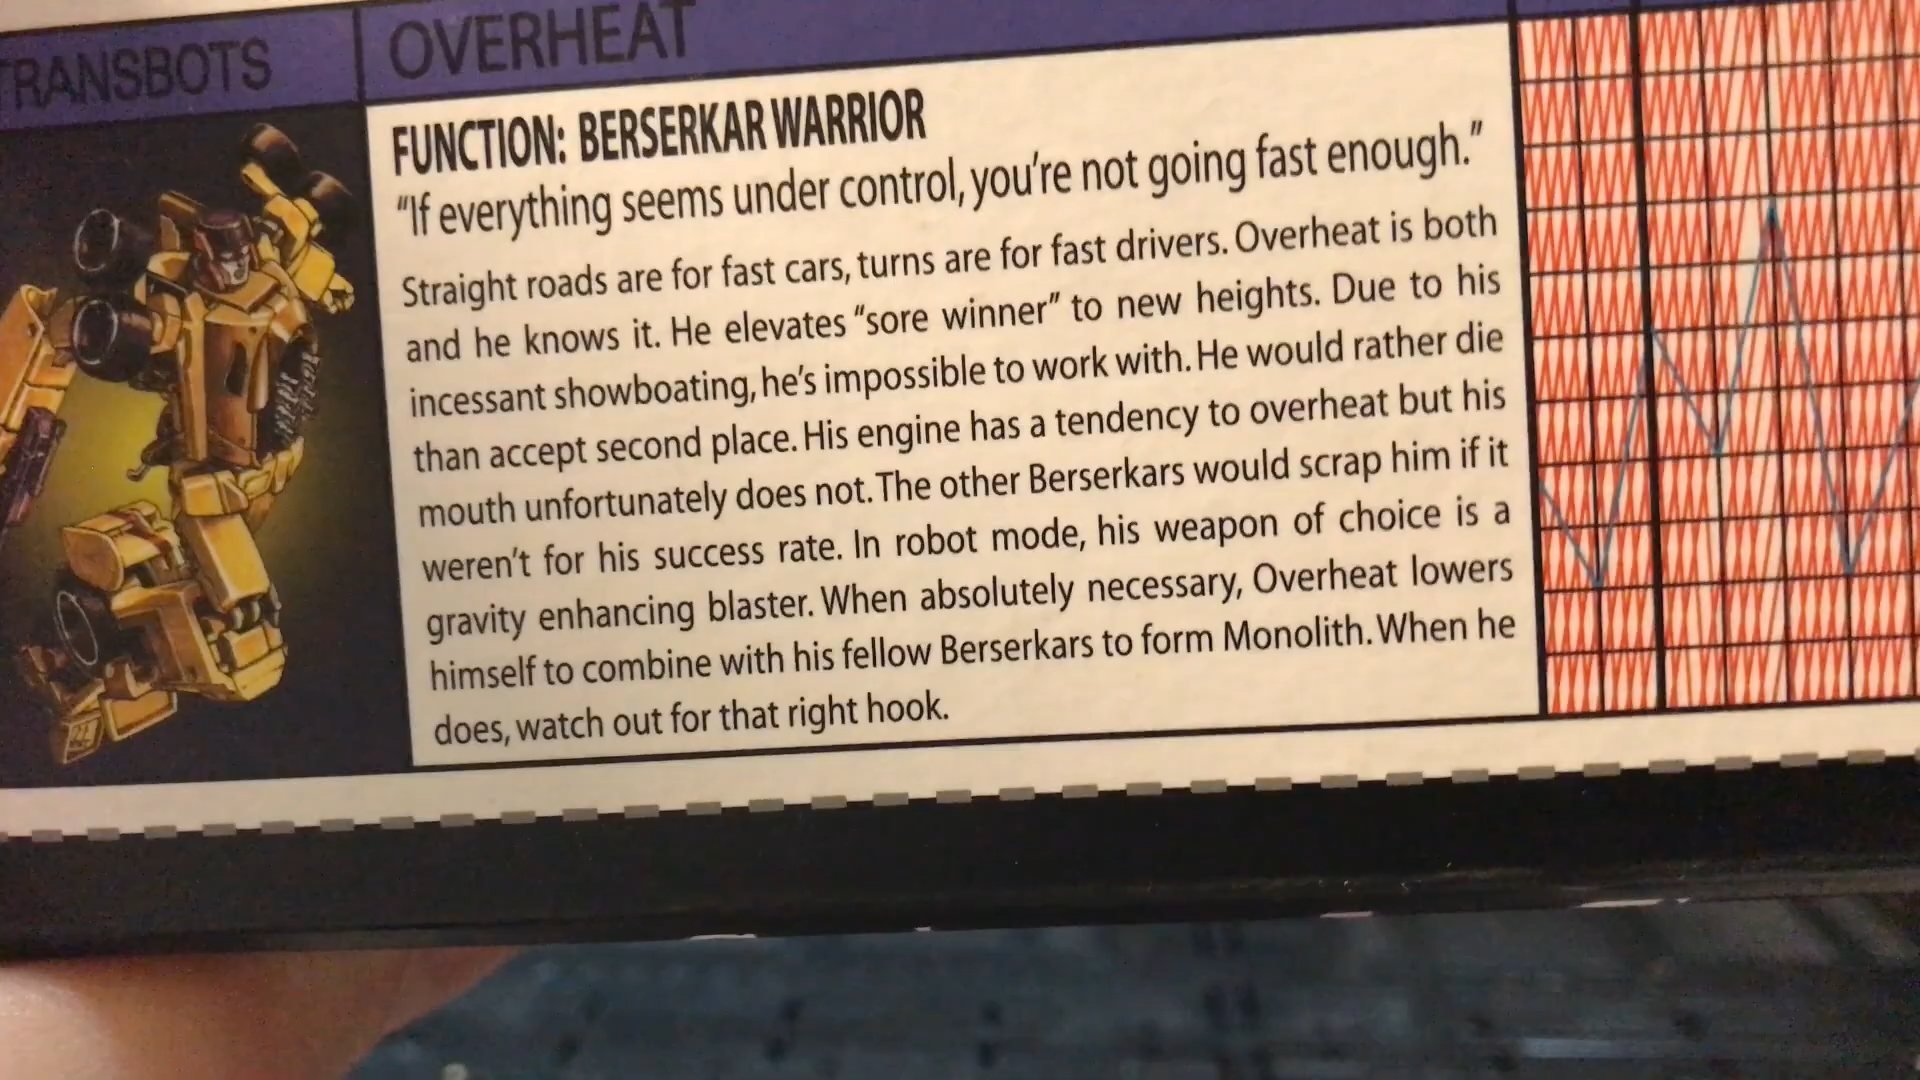 TRANSBOTS
OVERHEAT
FUNCTION: BERSERKAR WARRIOR
"If everything seems under control, you're not going fast enough."
Straight roads are for fast cars, turns are for fast drivers. Overheat is both
and he knows it. He elevates "sore winner" to new heights. Due to his
incessant showboating, he's impossible to work with. He would rather die
than accept second place. His engine has a tendency to overheat but his
mouth unfortunately does not. The other Berserkars would scrap him if it
weren't for his success rate. In robot mode, his weapon of choice is a
gravity enhancing blaster. When absolutely necessary, Overheat lowers
himself to combine with his fellow Berserkars to form Monolith. When he
does, watch out for that right hook.